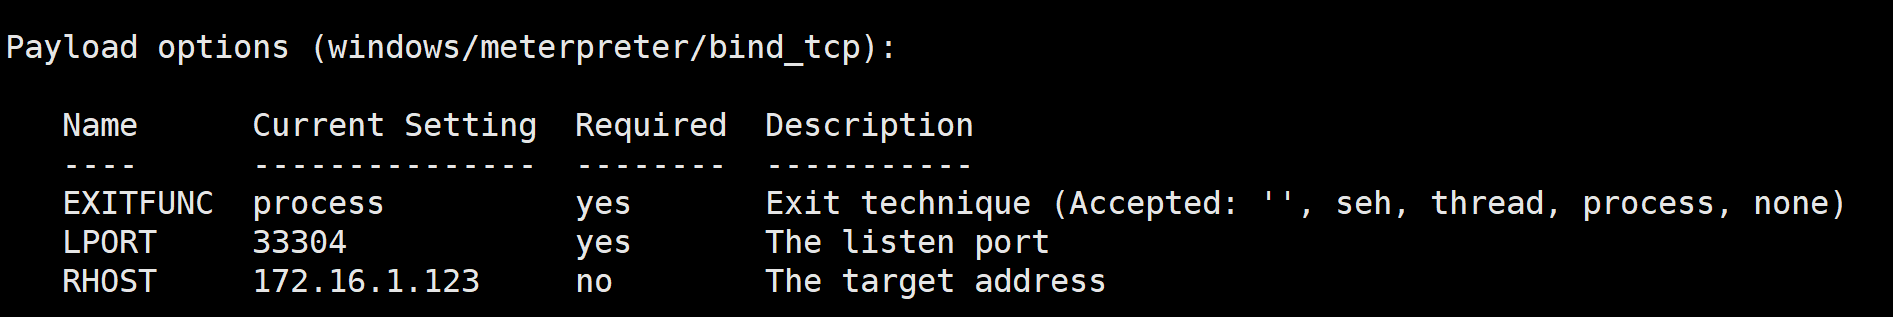 Payload options (windows/meterpreter/bind_tcp):
Name Current Setting Required Description
---- --------------- -------- -----------
EXITFUNC process yes Exit technique (Accepted: '', seh, thread, process, none)
LPORT 33304 yes The listen port
RHOST 172.16.1.123 no The target address